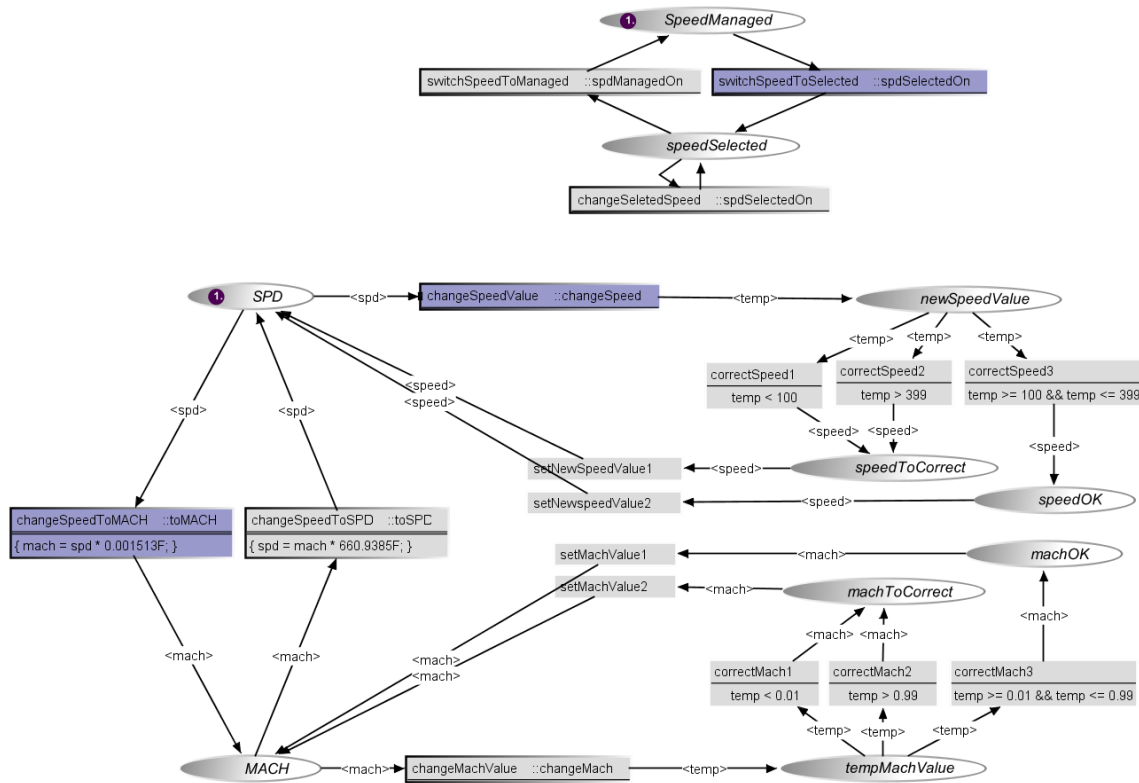 1. SpeedManaged
switchSpeedToManaged ::spdManagedOn
switchSpeedToSelected ::spdSelectedOn
speedSelected
changeSeletedSpeed ::spdSelectedOn
1. SPD
<spd>
changeSpeedValue ::changeSpeed
<temp>
newSpeedValue
<temp>
<temp>
<temp>
correctSpeed1
temp < 100
correctSpeed2
temp > 399
correctSpeed3
temp >= 100 && temp <= 399
<speed>
<speed>
<spd>
<spd>
<speed>
<speed>
<speed>
setNewSpeedValue1
<speed>
speedToCorrect
setNewspeedValue2
<speed>
speedOK
changeSpeedToMACH ::toMACH
{ mach = spd * 0.001513F; }
changeSpeedToSPD ::toSPD
{ spd = mach * 660.9385F; }
setMachValue1
<mach>
machOK
setMachValue2
<mach>
machToCorrect
<mach>
<mach>
<mach>
<mach>
<mach>
<mach>
<mach>
correctMach1
temp < 0.01
correctMach2
temp > 0.99
correctMach3
temp >= 0.01 && temp <= 0.99
<temp>
<temp>
<temp>
MACH
<mach>
changeMachValue ::changeMach
<temp>
tempMachValue